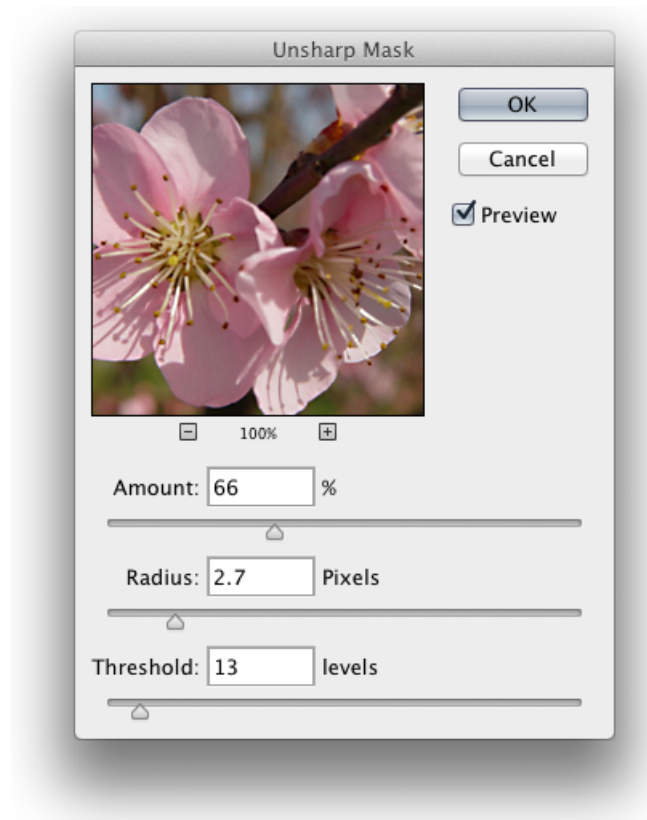 Unsharp Mask
OK
Cancel
Preview
100%
Amount: 66 %
Radius: 2.7 Pixels
Threshold: 13 levels